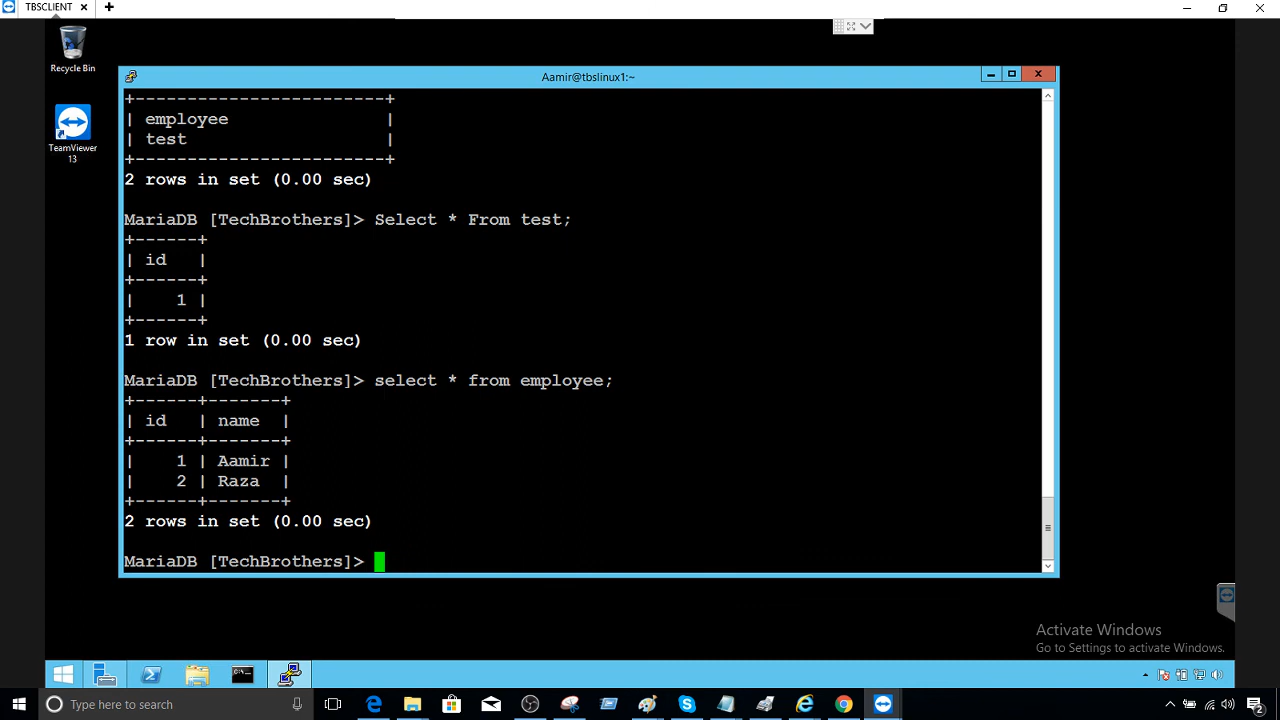 TBSCLIENT
Recycle Bin
TeamViewer
13
Aamir@tbslinux1:~
+-------------------------+
| employee |
| test |
+-------------------------+
2 rows in set (0.00 sec)
MariaDB [TechBrothers]> Select * From test;
+------+
| id |
+------+
| 1 |
+------+
1 row in set (0.00 sec)
MariaDB [TechBrothers]> select * from employee;
+------+-------+
| id | name |
+------+-------+
| 1 | Aamir |
| 2 | Raza |
+------+-------+
2 rows in set (0.00 sec)
MariaDB [TechBrothers]>
Activate Windows
Go to Settings to activate Windows.
Type here to search
2